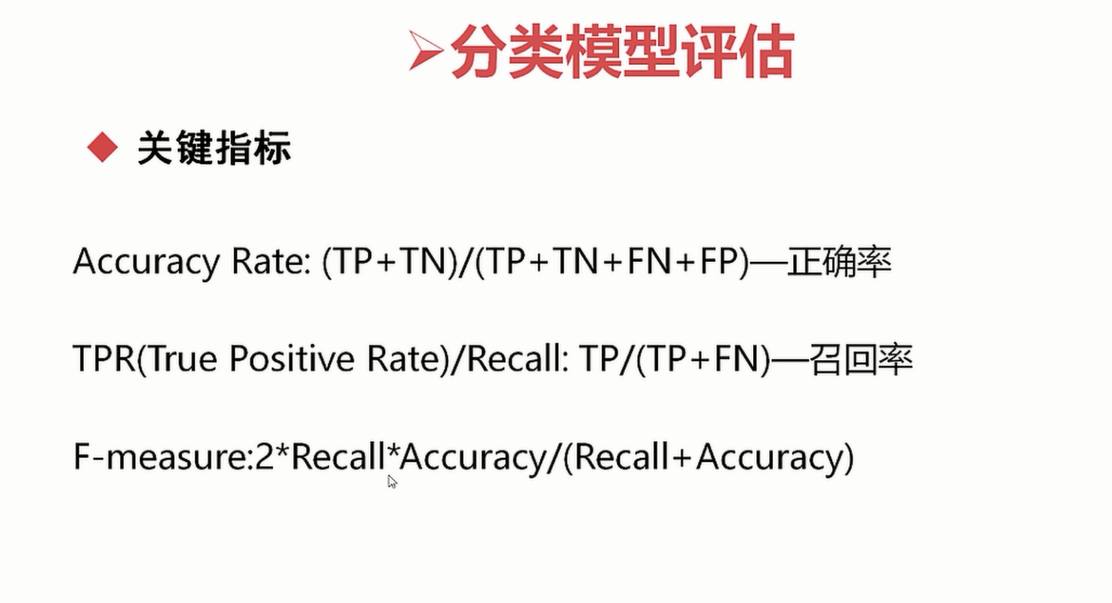 分类模型评估
关键指标
Accuracy Rate: (TP+TN)/(TP+TN+FN+FP)—正确率
TPR(True Positive Rate)/Recall: TP/(TP+FN)—召回率
F-measure:2*Recall*Accuracy/(Recall+Accuracy)